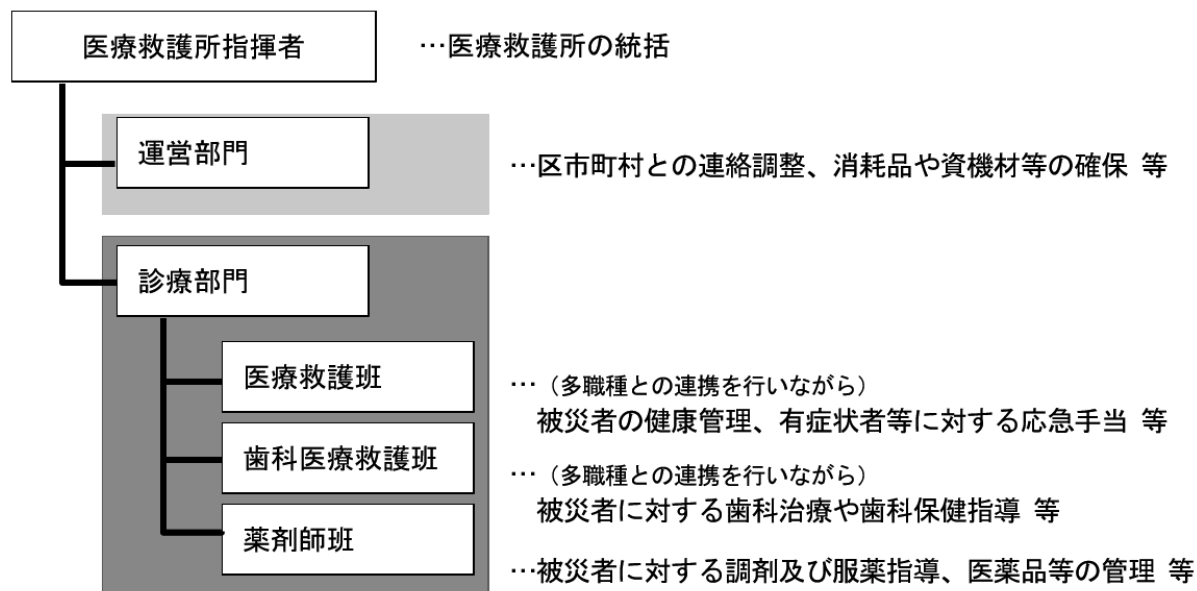 医療救護所指揮者 …医療救護所の統括
運営部門 …区市町村との連絡調整、消耗品や資機材等の確保 等
診療部門
医療救護班 …（多職種との連携を行いながら）
被災者の健康管理、有症状者等に対する応急手当 等
歯科医療救護班 …（多職種との連携を行いながら）
被災者に対する歯科治療や歯科保健指導 等
薬剤師班 …被災者に対する調剤及び服薬指導、医薬品等の管理 等